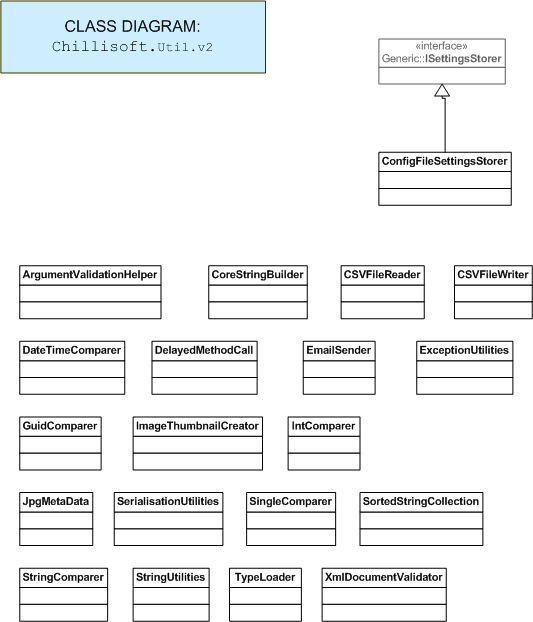 CLASS DIAGRAM:
Chillisoft.Util.v2
«interface»
Generic::ISettingsStorer
ConfigFileSettingsStorer
ArgumentValidationHelper
CoreStringBuilder
CSVFileReader
CSVFileWriter
DateTimeComparer
DelayedMethodCall
EmailSender
ExceptionUtilities
GuidComparer
ImageThumbnailCreator
IntComparer
JpgMetaData
SerialisationUtilities
SingleComparer
SortedStringCollection
StringComparer
StringUtilities
TypeLoader
XmlDocumentValidator